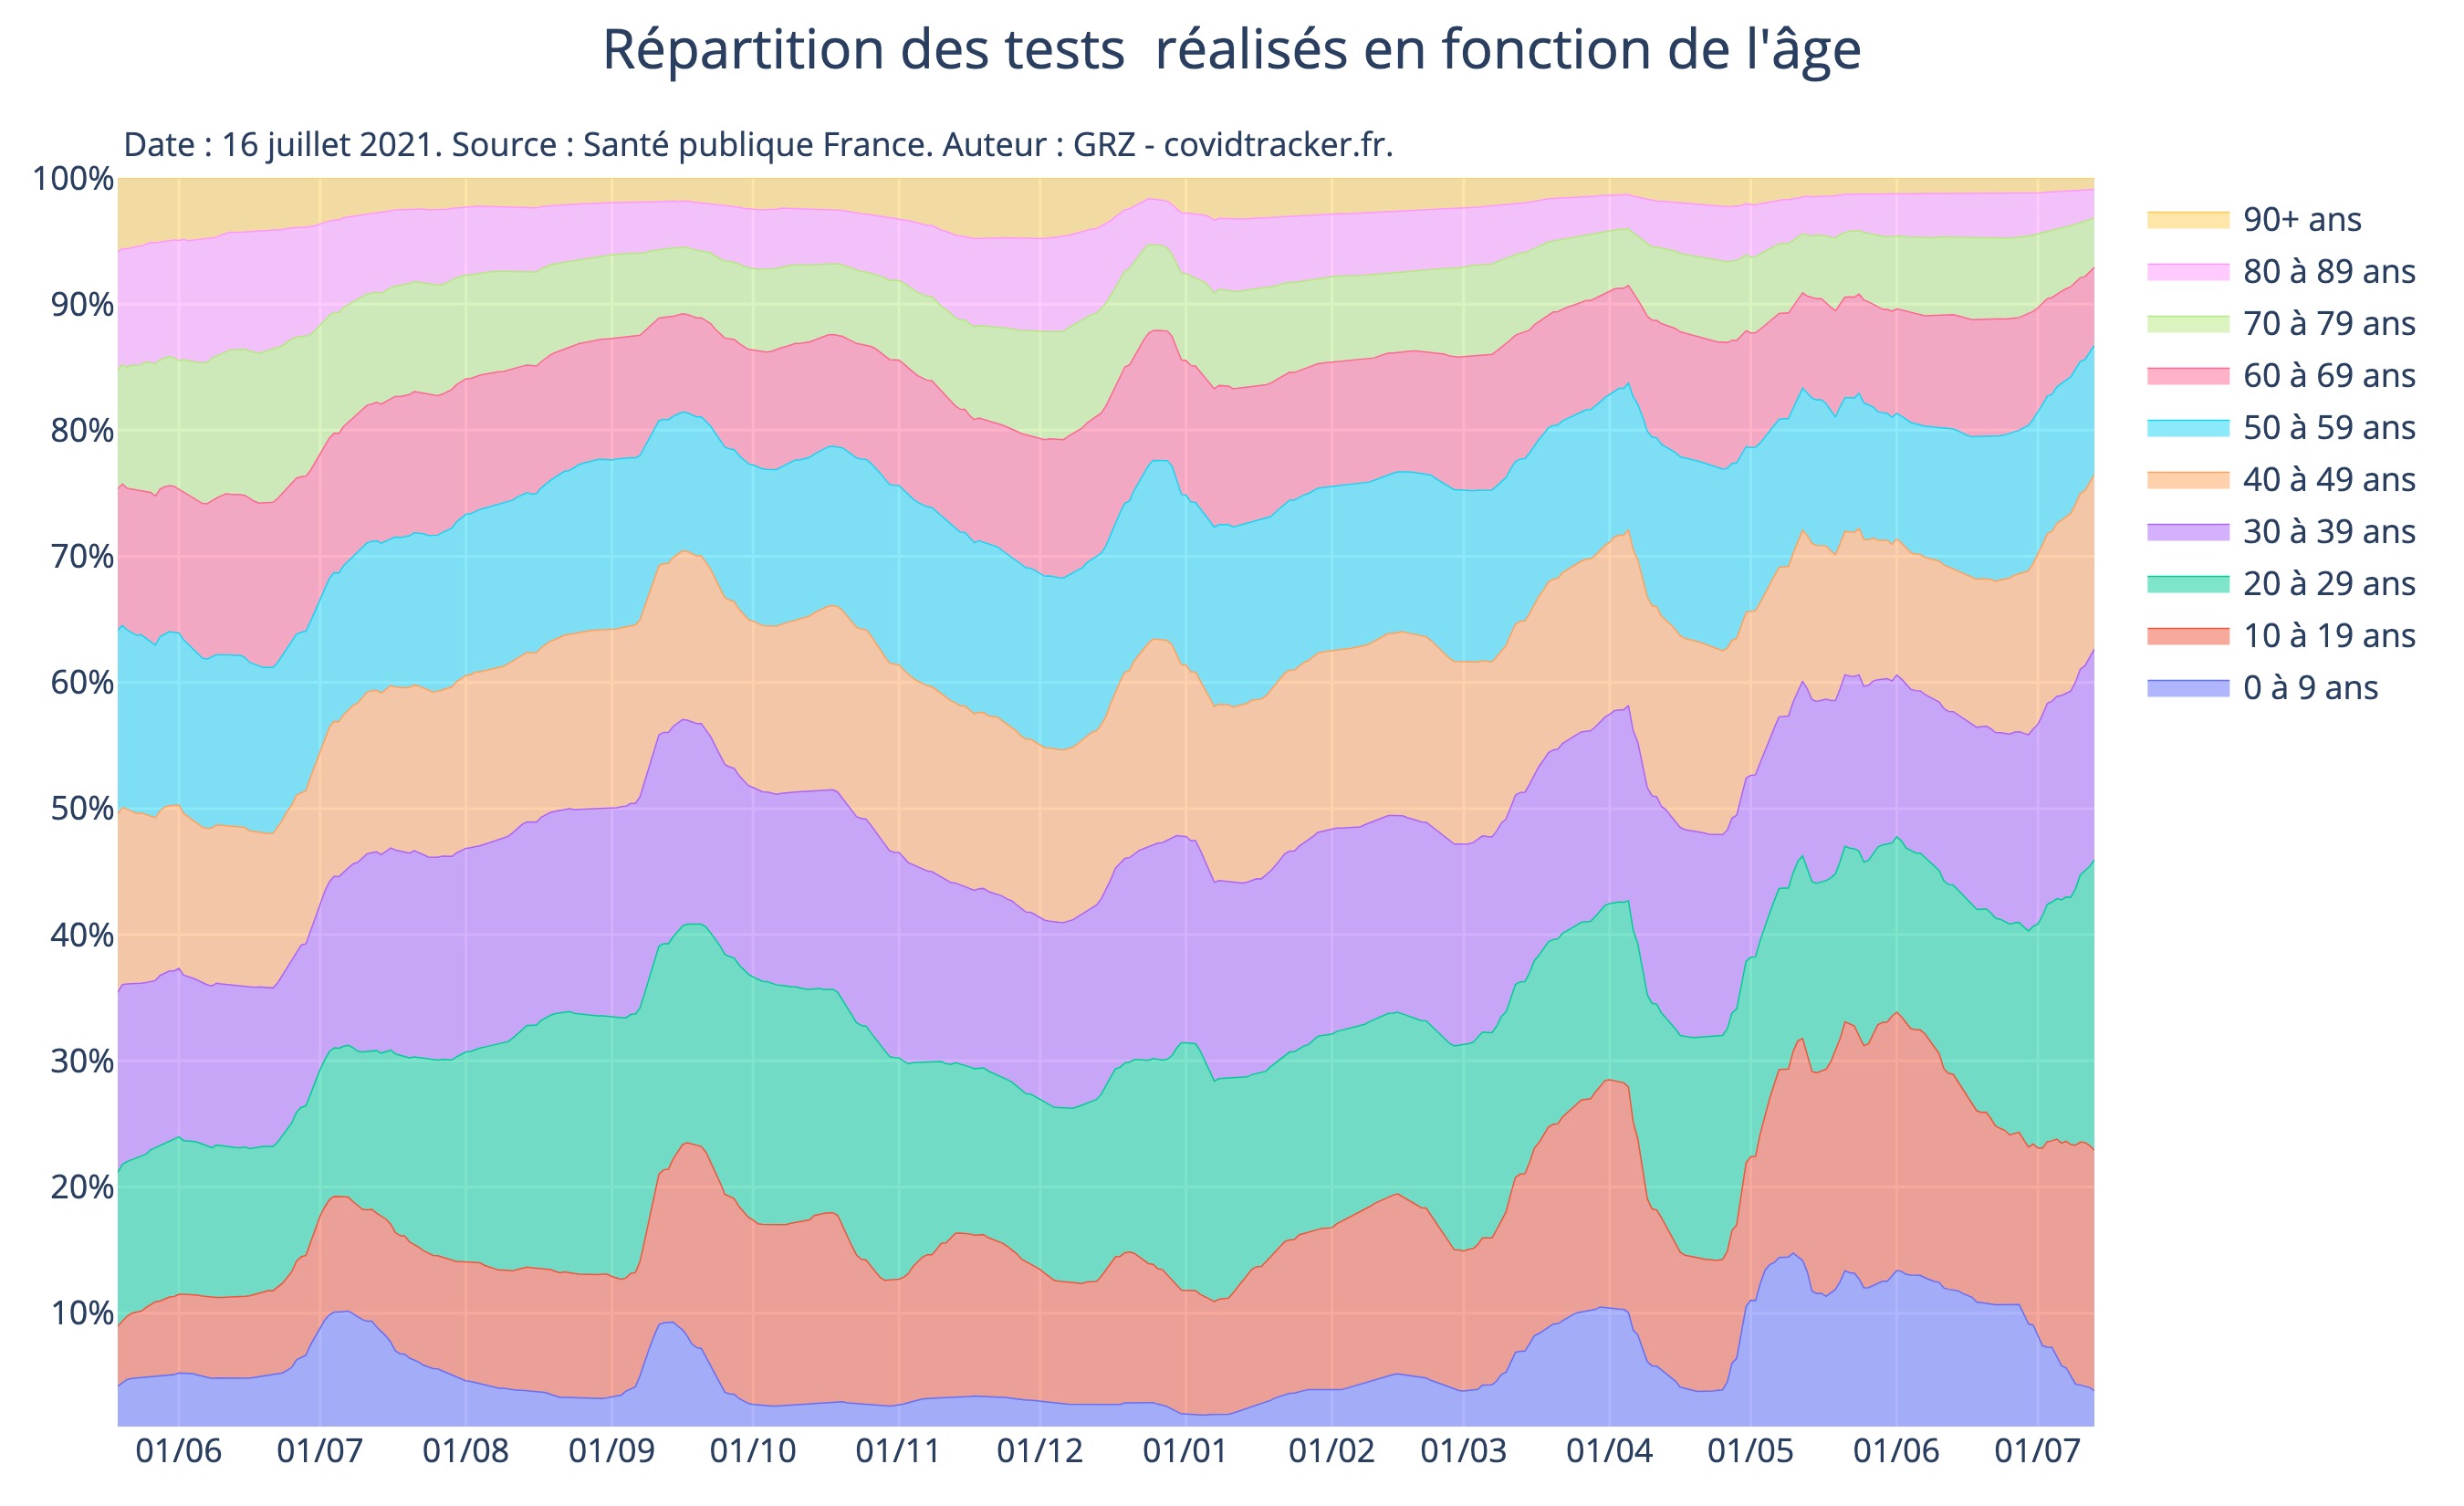 Répartition des tests  réalisés en fonction de l'âge
Date : 16 juillet 2021. Source : Santé publique France. Auteur : GRZ - covidtracker.fr.
100%
90%
80%
70%
60%
50%
40%
30%
20%
10%
01/06 01/07 01/08 01/09 01/10 01/11 01/12 01/01 01/02 01/03 01/04 01/05 01/06 01/07
90+ ans
80 à 89 ans
70 à 79 ans
60 à 69 ans
50 à 59 ans
40 à 49 ans
30 à 39 ans
20 à 29 ans
10 à 19 ans
0 à 9 ans